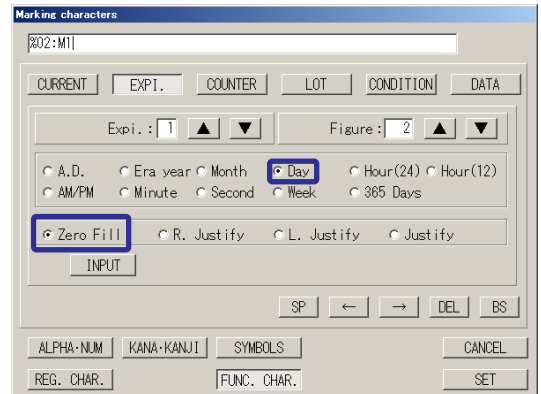 Marking characters
%02:M1
CURRENT EXPI. COUNTER LOT CONDITION DATA
Expi.: 1 ▲ ▼ Figure: 2 ▲ ▼
A.D. Era year Month Day Hour(24) Hour(12)
AM/PM Minute Second Week 365 Days
Zero Fill R. Justify L. Justify Justify
INPUT
SP ← → DEL BS
ALPHA·NUM KANA·KANJI SYMBOLS CANCEL
REG. CHAR. FUNC. CHAR. SET